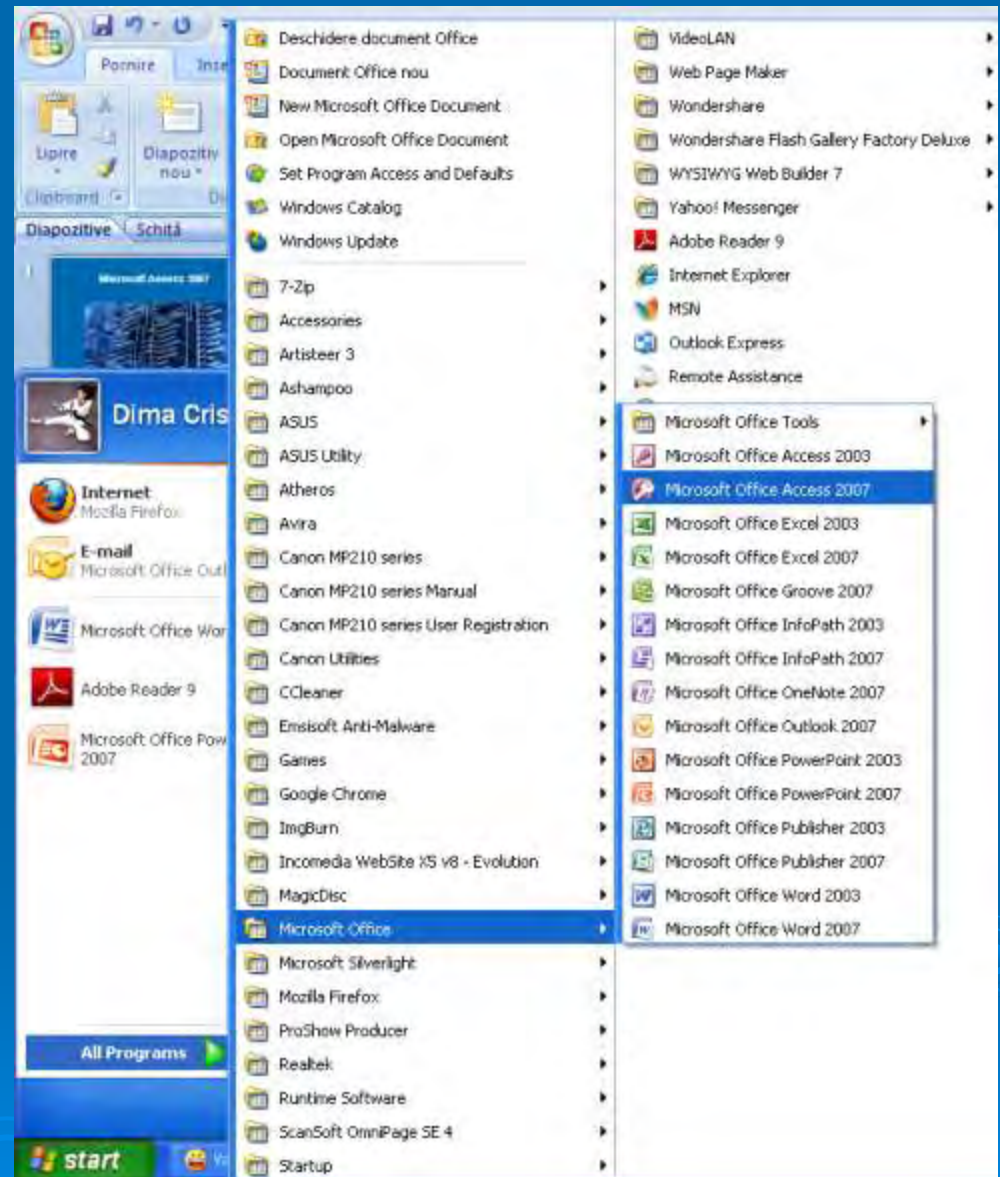 Pornire
Lipire
Diapozitiv
nou
Clipboard
Diapozitive
Schiță
1
Microsoft Access 2007
Dima Cris
Internet
Mozilla Firefox
E-mail
Microsoft Office Outl
Microsoft Office Wor
Adobe Reader 9
Microsoft Office Pow
2007
All Programs
start
Deschidere document Office
Document Office nou
New Microsoft Office Document
Open Microsoft Office Document
Set Program Access and Defaults
Windows Catalog
Windows Update
7-Zip
Accessories
Artisteer 3
Ashampoo
ASUS
ASUS Utility
Atheros
Avira
Canon MP210 series
Canon MP210 series Manual
Canon MP210 series User Registration
Canon Utilities
CCleaner
Emsisoft Anti-Malware
Games
Google Chrome
ImgBurn
Incomedia WebSite X5 v8 - Evolution
MagicDisc
Microsoft Office
Microsoft Silverlight
Mozilla Firefox
ProShow Producer
Realtek
Runtime Software
ScanSoft OmniPage SE 4
Startup
VideoLAN
Web Page Maker
Wondershare
Wondershare Flash Gallery Factory Deluxe
WYSIWYG Web Builder 7
Yahoo! Messenger
Adobe Reader 9
Internet Explorer
MSN
Outlook Express
Remote Assistance
Microsoft Office Tools
Microsoft Office Access 2003
Microsoft Office Access 2007
Microsoft Office Excel 2003
Microsoft Office Excel 2007
Microsoft Office Groove 2007
Microsoft Office InfoPath 2003
Microsoft Office InfoPath 2007
Microsoft Office OneNote 2007
Microsoft Office Outlook 2007
Microsoft Office PowerPoint 2003
Microsoft Office PowerPoint 2007
Microsoft Office Publisher 2003
Microsoft Office Publisher 2007
Microsoft Office Word 2003
Microsoft Office Word 2007